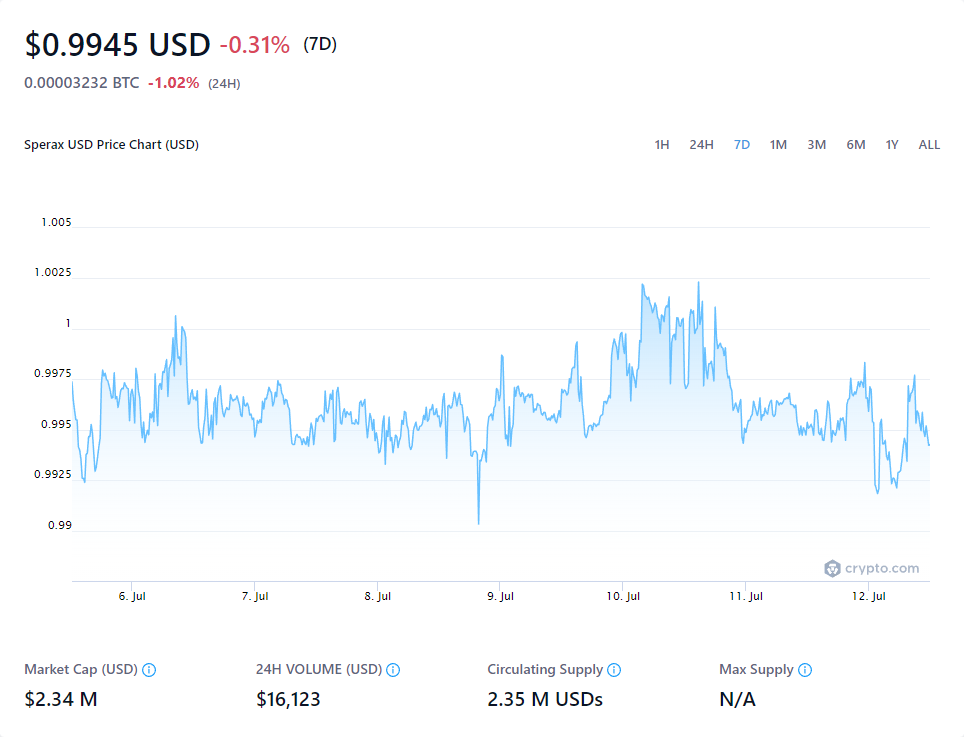 $0.9945 USD -0.31% (7D)
0.00003232 BTC -1.02% (24H)
Sperax USD Price Chart (USD) 1H 24H 7D 1M 3M 6M 1Y ALL
1.005
1.0025
1
0.9975
0.995
0.9925
0.99
crypto.com
6. Jul 7. Jul 8. Jul 9. Jul 10. Jul 11. Jul 12. Jul
Market Cap (USD) 24H VOLUME (USD) Circulating Supply Max Supply
$2.34 M $16,123 2.35 M USDs N/A